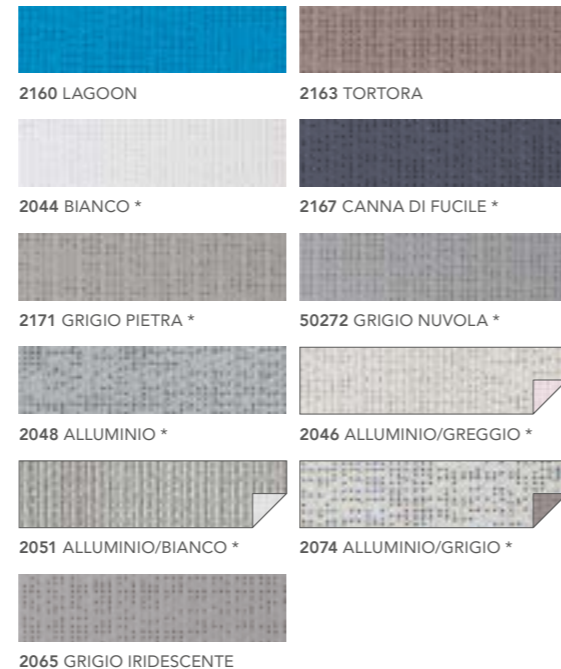 2160 LAGOON
2163 TORTORA
2044 BIANCO *
2167 CANNA DI FUCILE *
2171 GRIGIO PIETRA *
50272 GRIGIO NUVOLA *
2048 ALLUMINIO *
2046 ALLUMINIO/GREGGIO *
2051 ALLUMINIO/BIANCO *
2074 ALLUMINIO/GRIGIO *
2065 GRIGIO IRIDESCENTE